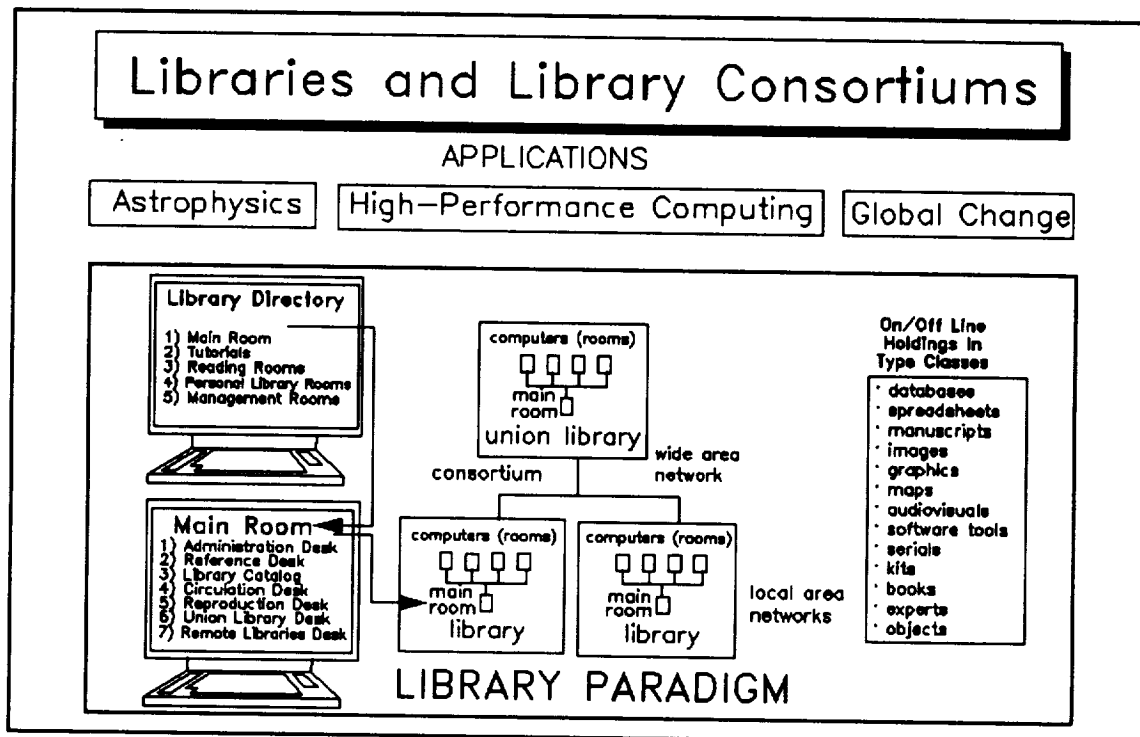 Libraries and Library Consortiums
APPLICATIONS
Astrophysics
High-Performance Computing
Global Change
Library Directory
1) Main Room
2) Tutorials
3) Reading Rooms
4) Personal Library Rooms
5) Management Rooms
Main Room
1) Administration Desk
2) Reference Desk
3) Library Catalog
4) Circulation Desk
5) Reproduction Desk
6) Union Library Desk
7) Remote Libraries Desk
computers (rooms)
main
room
union library
consortium
wide area
network
computers (rooms)
main
room
library
computers (rooms)
main
room
library
local area
networks
On/Off Line
Holdings In
Type Classes
· databases
· spreadsheets
· manuscripts
· images
· graphics
· maps
· audiovisuals
· software tools
· serials
· kits
· books
· experts
· objects
LIBRARY PARADIGM